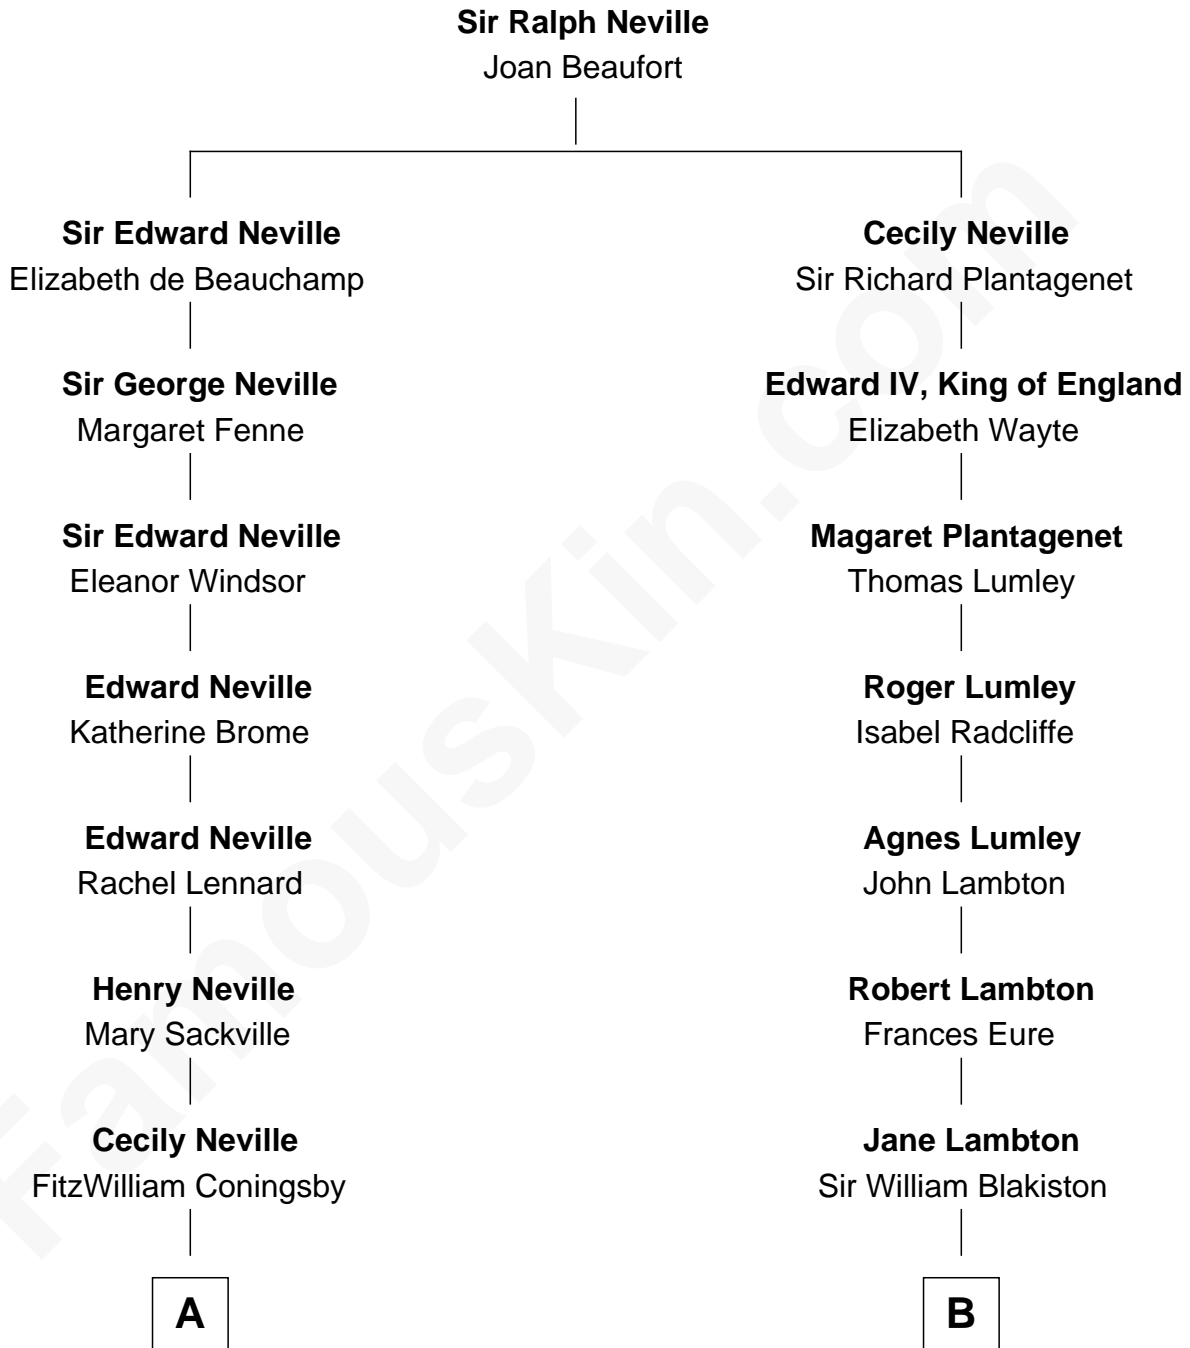 Sir Ralph Neville
Joan Beaufort
Sir Edward Neville
Elizabeth de Beauchamp
Cecily Neville
Sir Richard Plantagenet
Sir George Neville
Margaret Fenne
Edward IV, King of England
Elizabeth Wayte
Sir Edward Neville
Eleanor Windsor
Magaret Plantagenet
Thomas Lumley
Edward Neville
Katherine Brome
Roger Lumley
Isabel Radcliffe
Edward Neville
Rachel Lennard
Agnes Lumley
John Lambton
Henry Neville
Mary Sackville
Robert Lambton
Frances Eure
Cecily Neville
FitzWilliam Coningsby
Jane Lambton
Sir William Blakiston
A
B
FamousKin.com